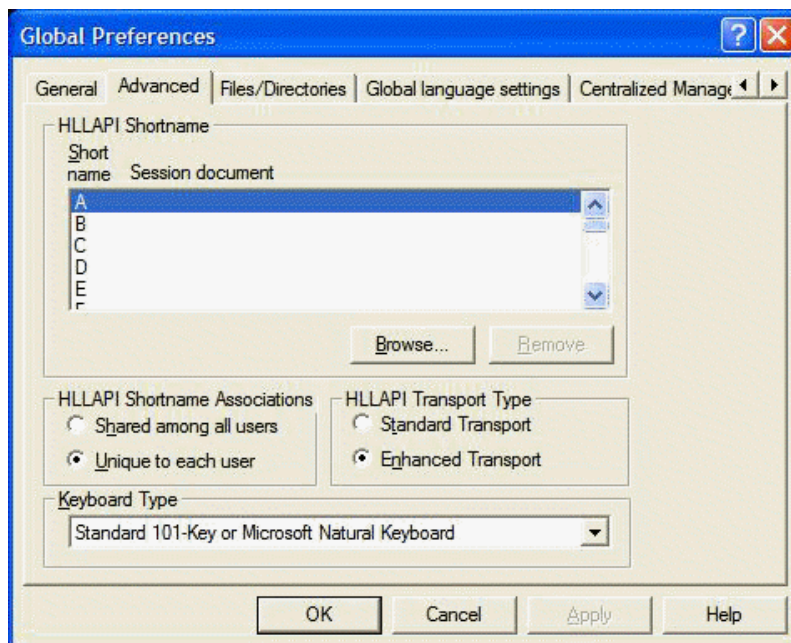 Global Preferences
General Advanced Files/Directories Global language settings Centralized Manage
HLLAPI Shortname
Short
name Session document
A
B
C
D
E
Browse... Remove
HLLAPI Shortname Associations HLLAPI Transport Type
Shared among all users Standard Transport
Unique to each user Enhanced Transport
Keyboard Type
Standard 101-Key or Microsoft Natural Keyboard
OK Cancel Apply Help